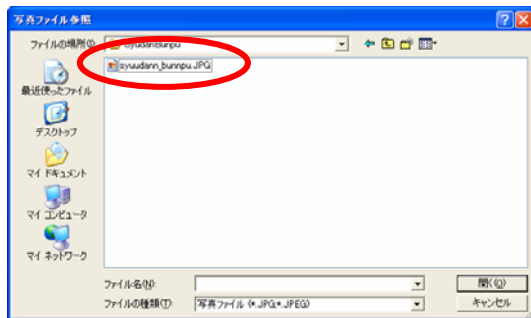 写真ファイル参照
ファイルの場所(I):
SyudanBunpu
syuudann_bunnpu.JPG
最近使ったファイル
デスクトップ
マイ ドキュメント
マイ コンピュータ
マイ ネットワーク
ファイル名(N):
開く(O)
ファイルの種類(T):
写真ファイル (*.JPG,*.JPEG)
キャンセル